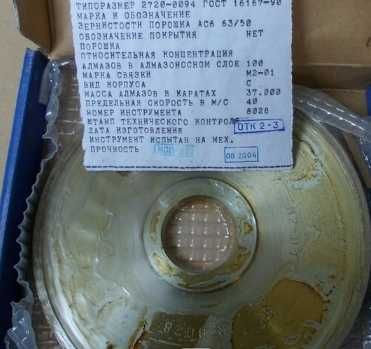 ТИПОРАЗМЕР 2720-0094 ГОСТ 16167-90
МАРКА И ОБОЗНАЧЕНИЕ
ЗЕРНИСТОСТИ ПОРОШКА АС6 63/50
ОБОЗНАЧЕНИЕ ПОКРЫТИЯ НЕТ
ПОРОШКА
ОТНОСИТЕЛЬНАЯ КОНЦЕНТРАЦИЯ
АЛМАЗОВ В АЛМАЗОНОСНОМ СЛОЕ 100
МАРКА СВЯЗКИ М2-01
ВИД КОРПУСА С
МАССА АЛМАЗОВ В КАРАТАХ 37.000
ПРЕДЕЛЬНАЯ СКОРОСТЬ В М/С 40
НОМЕР ИНСТРУМЕНТА 8028
ШТАМП ТЕХНИЧЕСКОГО КОНТРОЛЯ ОТК 2-3
ДАТА ИЗГОТОВЛЕНИЯ
ИНСТРУМЕНТ ИСПЫТАН НА МЕХ.
ПРОЧНОСТЬ 08 2004
8028